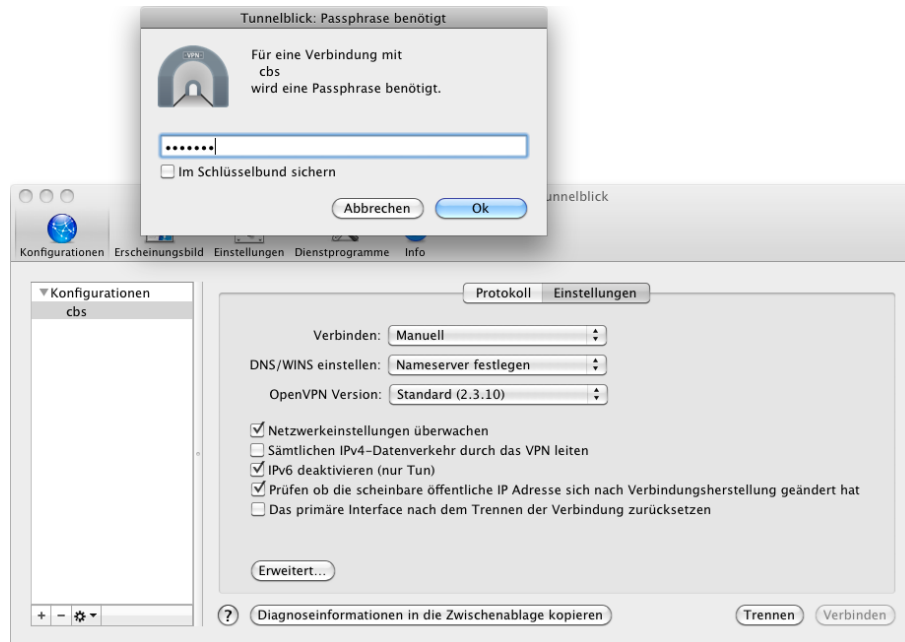 Tunnelblick: Passphrase benötigt
VPN
Für eine Verbindung mit
cbs
wird eine Passphrase benötigt.
•••••••
Im Schlüsselbund sichern
Abbrechen
Ok
unnelblick
Konfigurationen Erscheinungsbild Einstellungen Dienstprogramme Info
Konfigurationen
cbs
Protokoll Einstellungen
Verbinden: Manuell
DNS/WINS einstellen: Nameserver festlegen
OpenVPN Version: Standard (2.3.10)
Netzwerkeinstellungen überwachen
Sämtlichen IPv4-Datenverkehr durch das VPN leiten
IPv6 deaktivieren (nur Tun)
Prüfen ob die scheinbare öffentliche IP Adresse sich nach Verbindungsherstellung geändert hat
Das primäre Interface nach dem Trennen der Verbindung zurücksetzen
Erweitert...
+ − ? Diagnoseinformationen in die Zwischenablage kopieren Trennen Verbinden